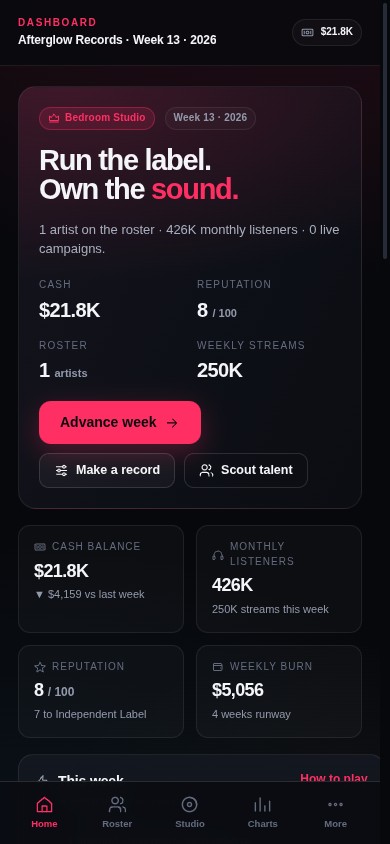 DASHBOARD
Afterglow Records · Week 13 · 2026
$21.8K
Bedroom Studio
Week 13 · 2026
Run the label.
Own the sound.
1 artist on the roster · 426K monthly listeners · 0 live
campaigns.
CASH
REPUTATION
$21.8K
8 / 100
ROSTER
WEEKLY STREAMS
1 artists
250K
Advance week →
Make a record
Scout talent
CASH BALANCE
$21.8K
▼ $4,159 vs last week
MONTHLY
LISTENERS
426K
250K streams this week
REPUTATION
8 / 100
7 to Independent Label
WEEKLY BURN
$5,056
4 weeks runway
This week
How to play
Home
Roster
Studio
Charts
More